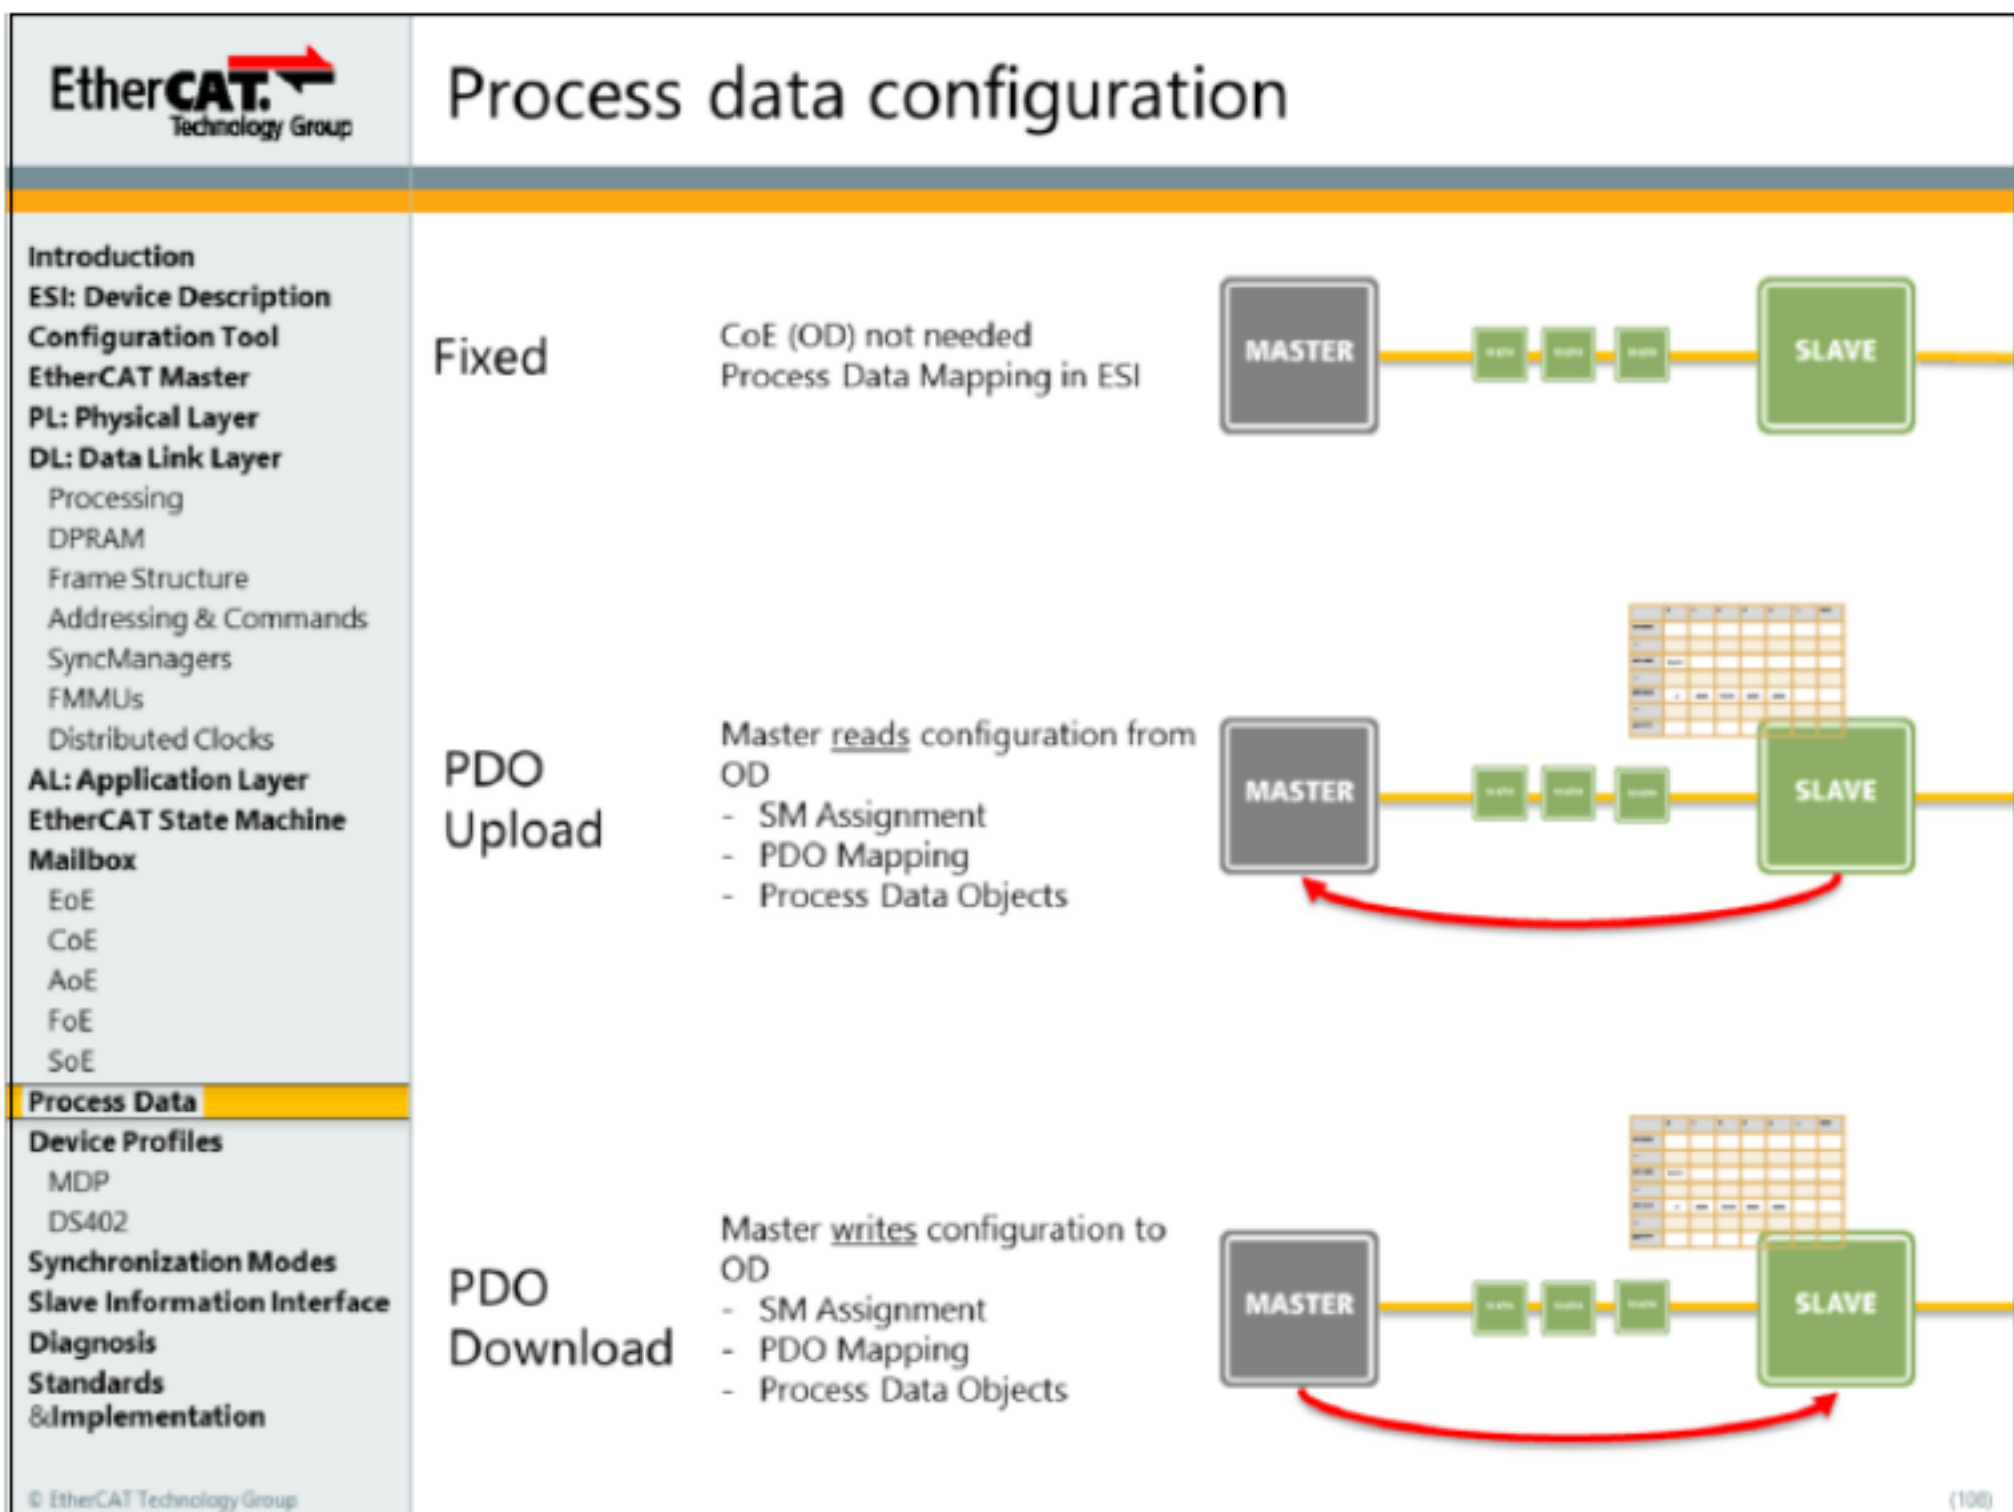 EtherCAT.
Technology Group
Process data configuration
Introduction
ESI: Device Description
Configuration Tool
EtherCAT Master
PL: Physical Layer
DL: Data Link Layer
Processing
DPRAM
Frame Structure
Addressing & Commands
SyncManagers
FMMUs
Distributed Clocks
AL: Application Layer
EtherCAT State Machine
Mailbox
EoE
CoE
AoE
FoE
SoE
Process Data
Device Profiles
MDP
DS402
Synchronization Modes
Slave Information Interface
Diagnosis
Standards
&Implementation
© EtherCAT Technology Group
Fixed
CoE (OD) not needed
Process Data Mapping in ESI
MASTER
SLAVE
PDO
Upload
Master reads configuration from
OD
- SM Assignment
- PDO Mapping
- Process Data Objects
MASTER
SLAVE
PDO
Download
Master writes configuration to
OD
- SM Assignment
- PDO Mapping
- Process Data Objects
MASTER
SLAVE
(108)